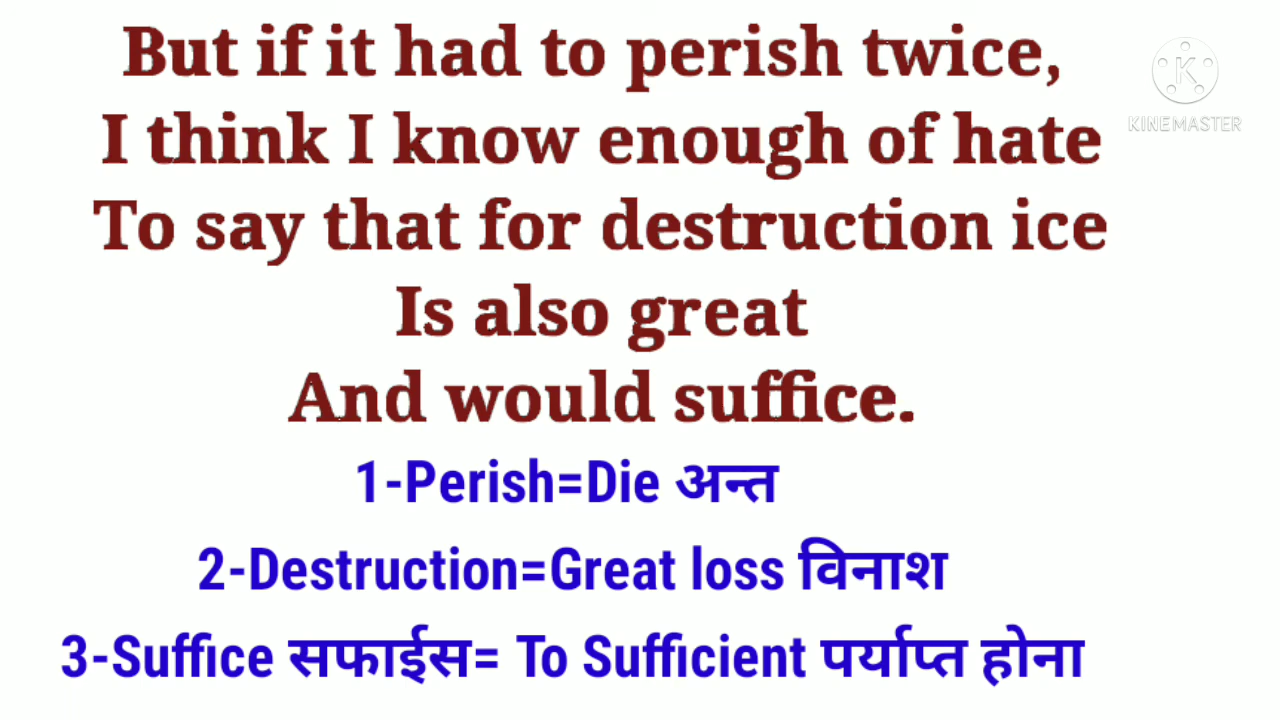 But if it had to perish twice,
I think I know enough of hate
To say that for destruction ice
Is also great
And would suffice.
1-Perish=Die अन्त
2-Destruction=Great loss विनाश
3-Suffice सफाईस= To Sufficient पर्याप्त होना
K
KINEMASTER